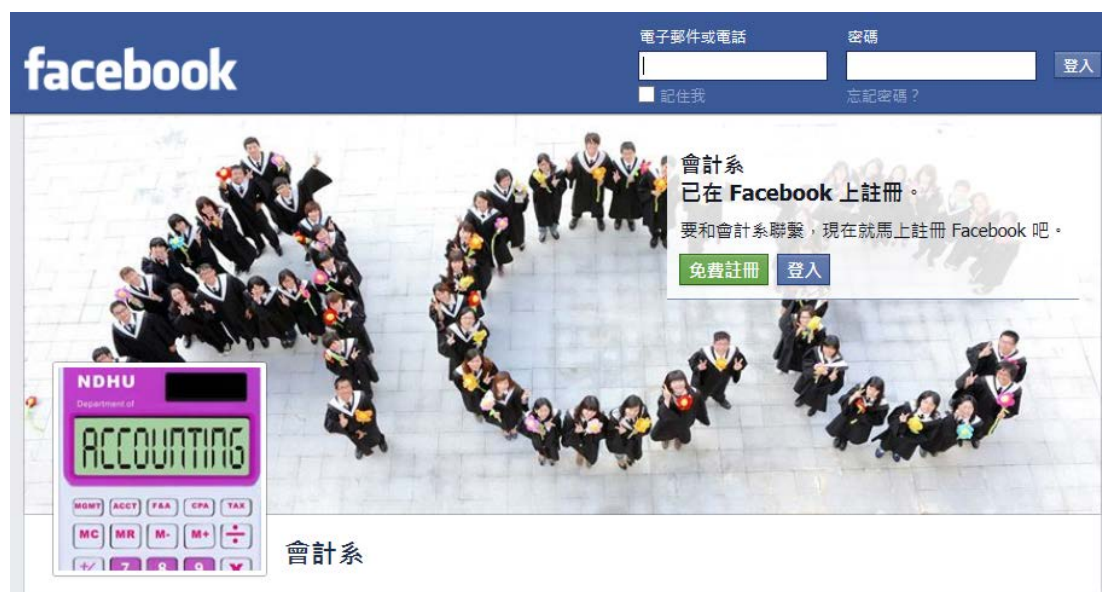 facebook
電子郵件或電話
密碼
登入
記住我
忘記密碼？
會計系
已在 Facebook 上註冊。
要和會計系聯繫，現在就馬上註冊 Facebook 吧。
免費註冊 登入
NDHU
Department of
ACCOUNTING
MGMT ACCT F&A CPA TAX
MC MR M- M+ ÷
+/- 7 8 9 X
會計系